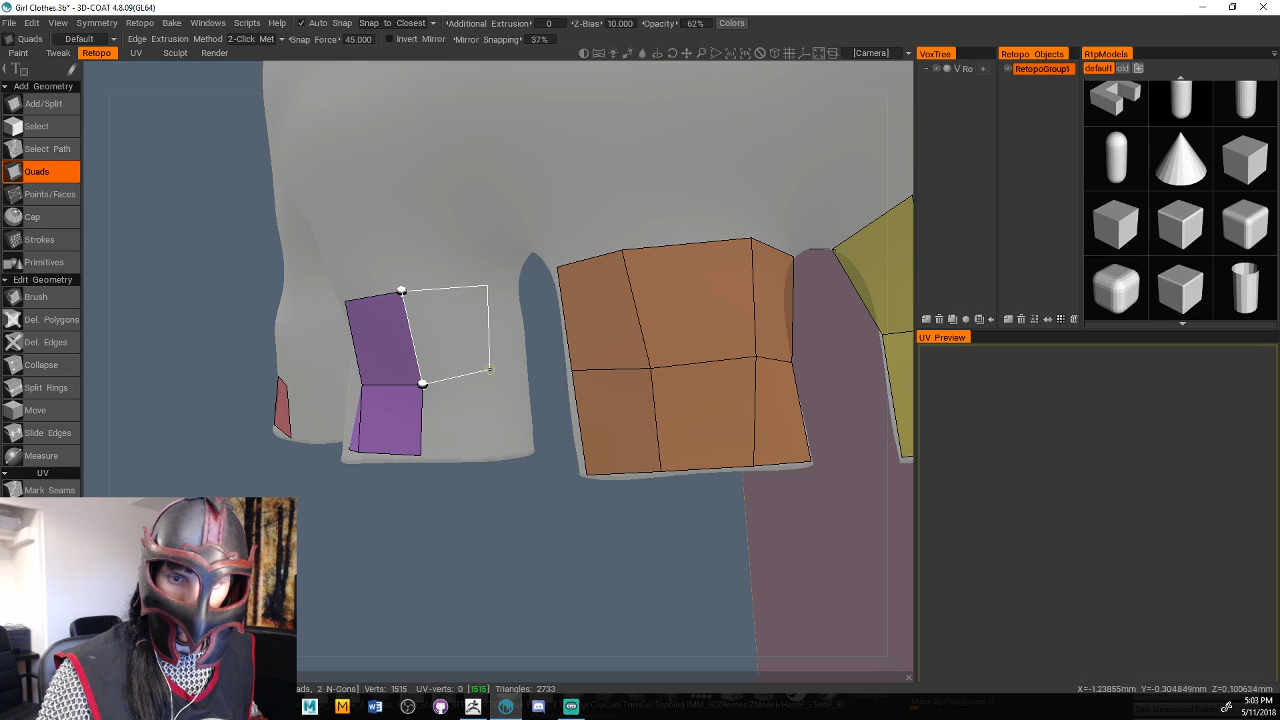 Girl Clothes.3b* - 3D-COAT 4.8.09(GL64)
File Edit View Symmetry Retopo Bake Windows Scripts Help Auto Snap Snap to Closest Additional Extrusion 0 Z-Bias 10.000 Opacity 62% Colors
Quads Default Edge Extrusion Method 2-Click Met Snap Force 45.000 Invert Mirror Mirror Snapping 37%
Paint Tweak Retopo UV Sculpt Render [Camera] VoxTree Retopo Objects RtpModels
V Ro + RetopoGroup1 default old
Add Geometry
Add/Split
Select
Select Path
Quads
Points/Faces
Cap
Strokes
Primitives
Edit Geometry
Brush
Del. Polygons
Del. Edges
Collapse
Split Rings
Move
Slide Edges
Measure
UV
Mark Seams
UV Preview
ads, 2 N-Gons] Verts: 1515 UV-verts: 0 [1515] Triangles: 2733 X=-1.23855mm Y=-0.304849mm Z=0.100634mm
5:03 PM
5/11/2018